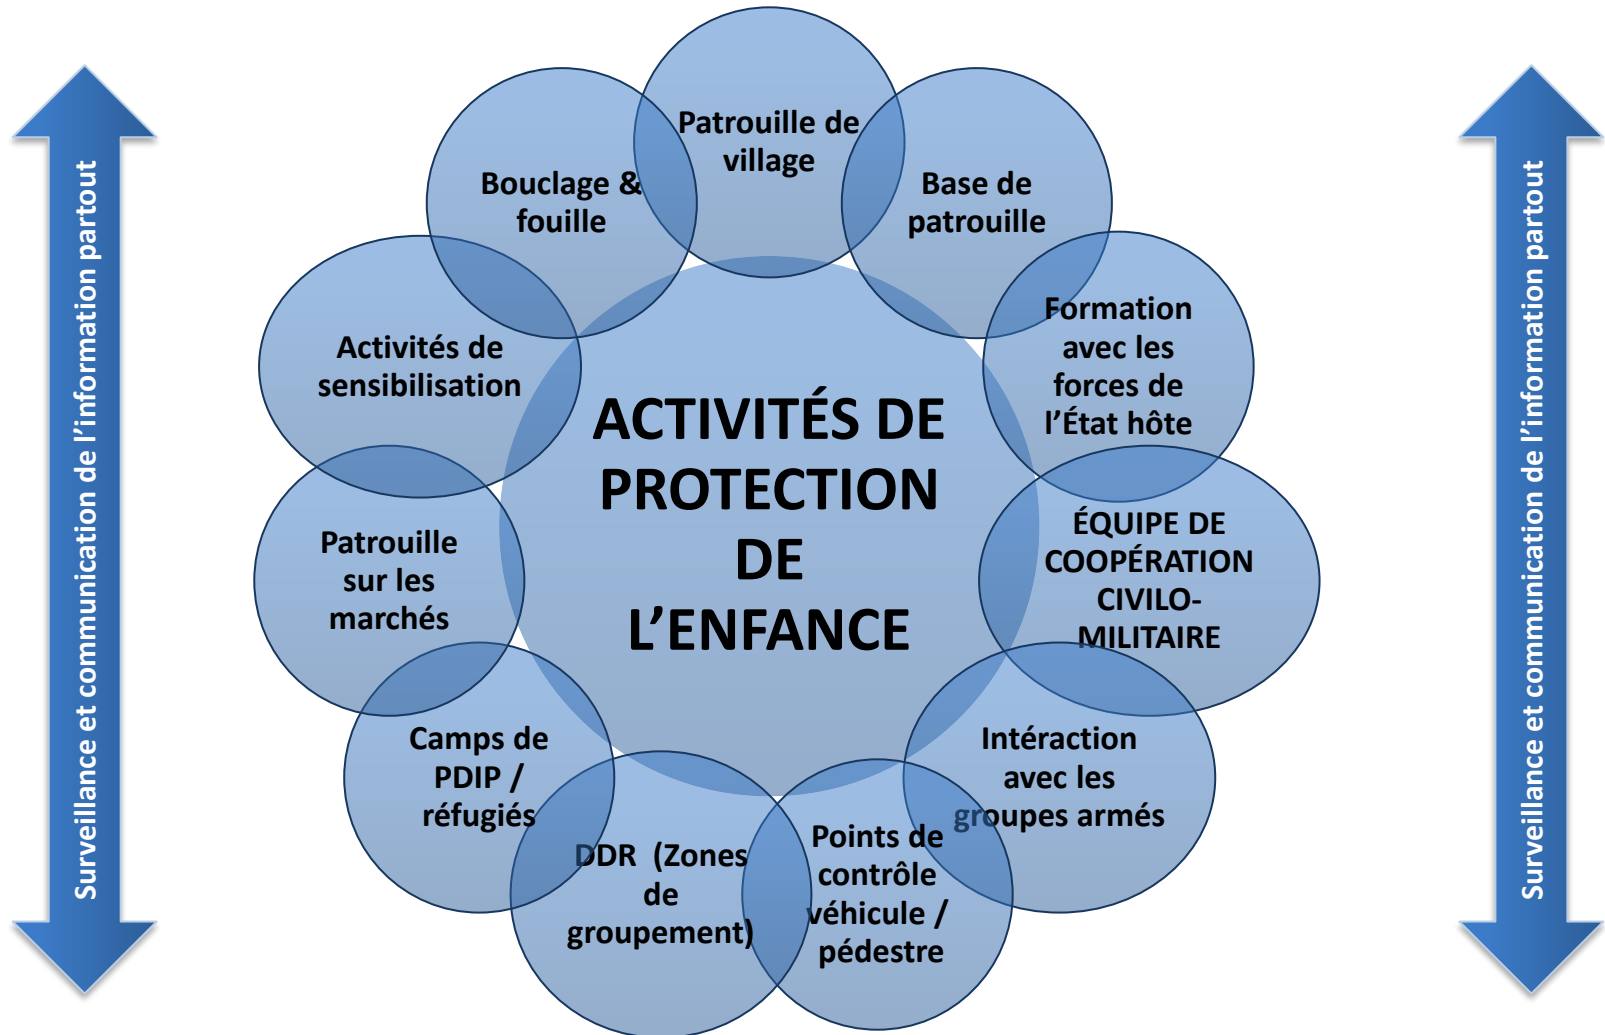 Surveillance et communication de l'information partout
Patrouille de
village
Base de
patrouille
Formation
avec les
forces de
l'État hôte
ÉQUIPE DE
COOPÉRATION
CIVILO-
MILITAIRE
Intéraction
avec les
groupes armés
Points de
contrôle
véhicule /
pédestre
DDR (Zones
de
groupement)
Camps de
PDIP /
réfugiés
Patrouille
sur les
marchés
Activités de
sensibilisation
Bouclage &
fouille
ACTIVITÉS DE
PROTECTION
DE
L'ENFANCE
Surveillance et communication de l'information partout